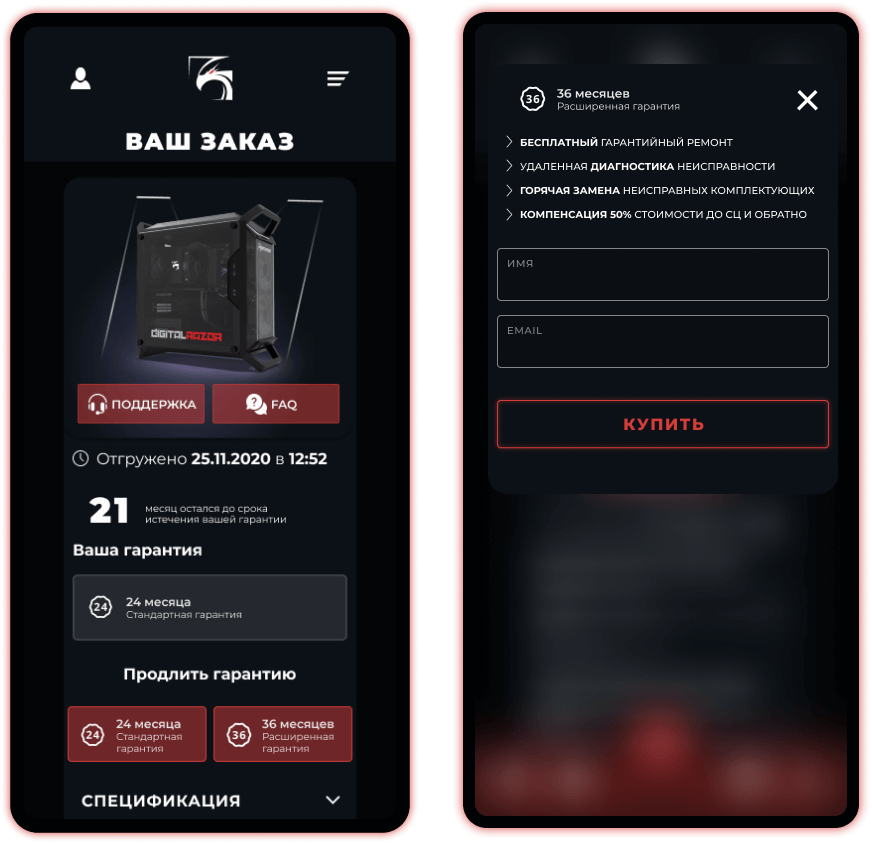 ВАШ ЗАКАЗ
DIGITALRAZOR
ПОДДЕРЖКА
? FAQ
Отгружено 25.11.2020 в 12:52
21
месяц остался до срока
истечения вашей гарантии
Ваша гарантия
24
24 месяца
Стандартная гарантия
Продлить гарантию
24
24 месяца
Стандартная
гарантия
36
36 месяцев
Расширенная
гарантия
СПЕЦИФИКАЦИЯ
36
36 месяцев
Расширенная гарантия
БЕСПЛАТНЫЙ ГАРАНТИЙНЫЙ РЕМОНТ
УДАЛЕННАЯ ДИАГНОСТИКА НЕИСПРАВНОСТИ
ГОРЯЧАЯ ЗАМЕНА НЕИСПРАВНЫХ КОМПЛЕКТУЮЩИХ
КОМПЕНСАЦИЯ 50% СТОИМОСТИ ДО СЦ И ОБРАТНО
ИМЯ
EMAIL
КУПИТЬ